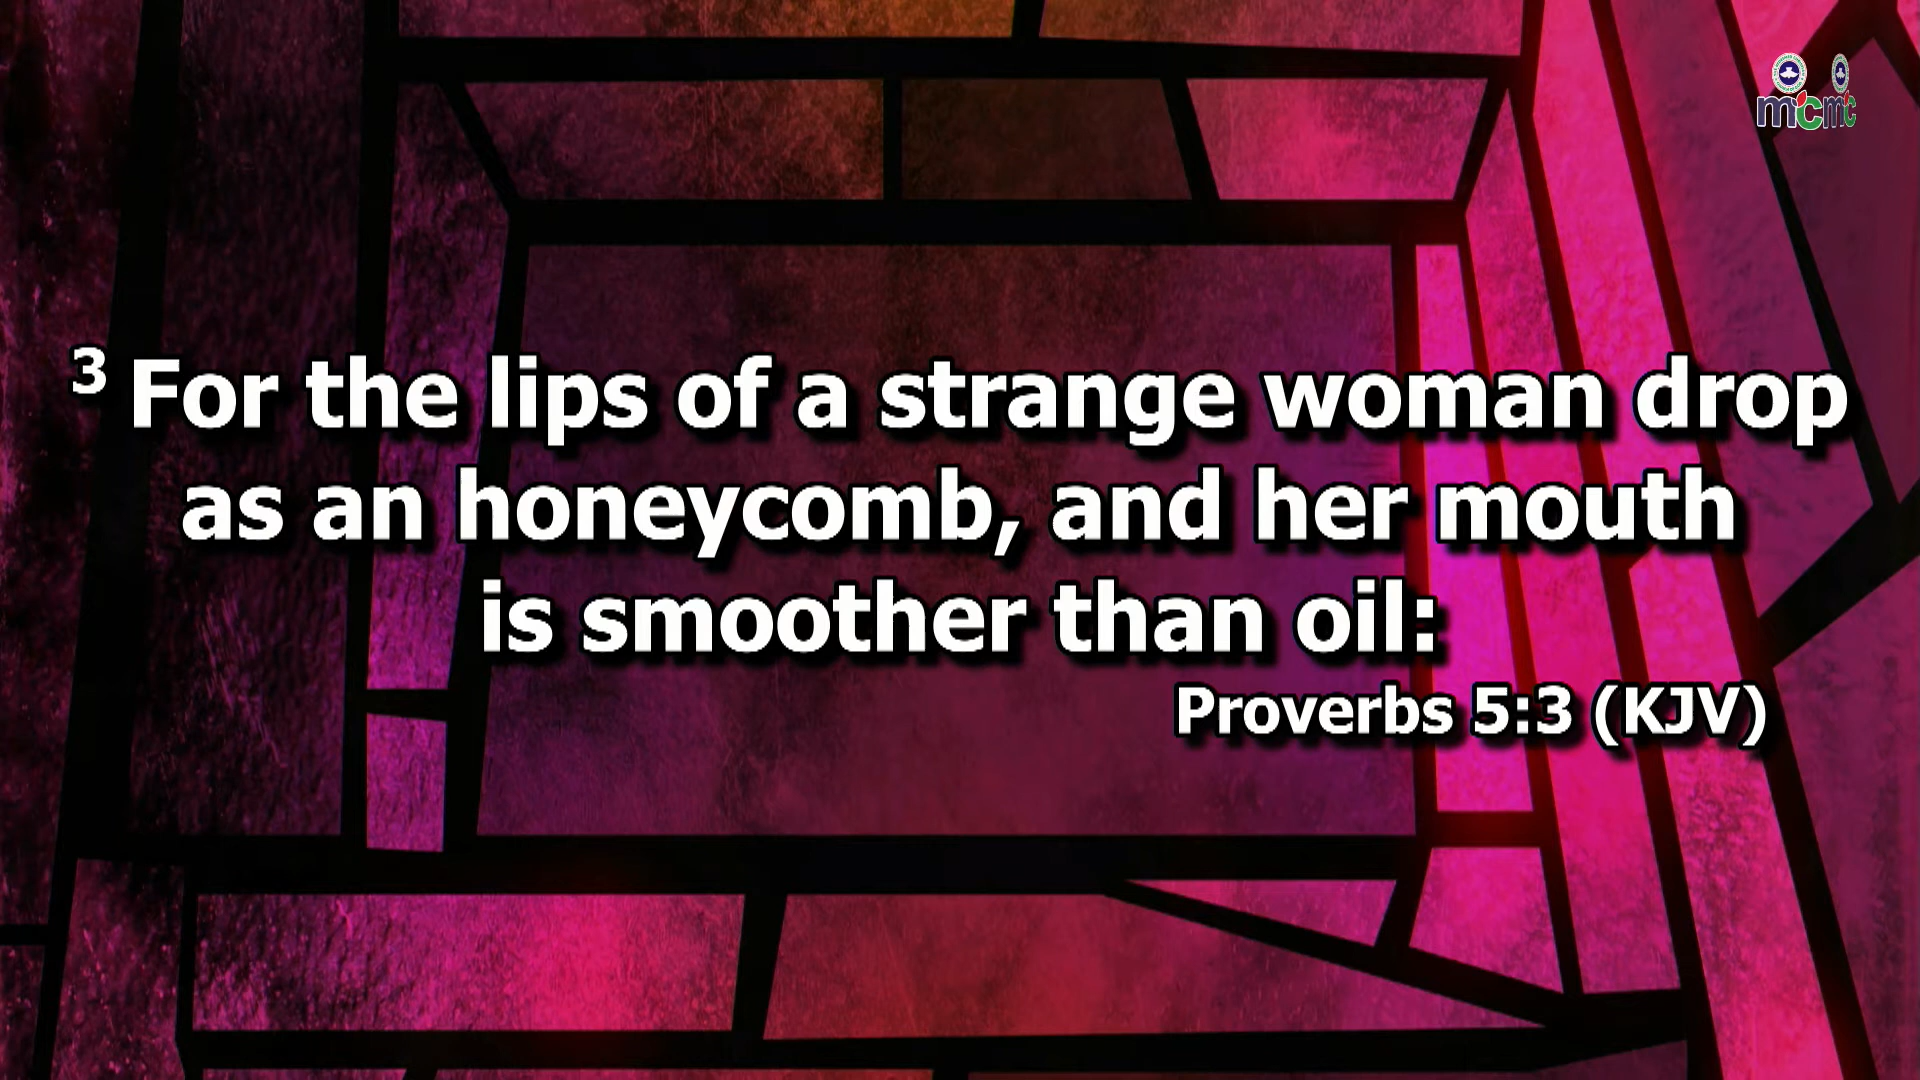 mcmc
3 For the lips of a strange woman drop
as an honeycomb, and her mouth
is smoother than oil:
Proverbs 5:3 (KJV)